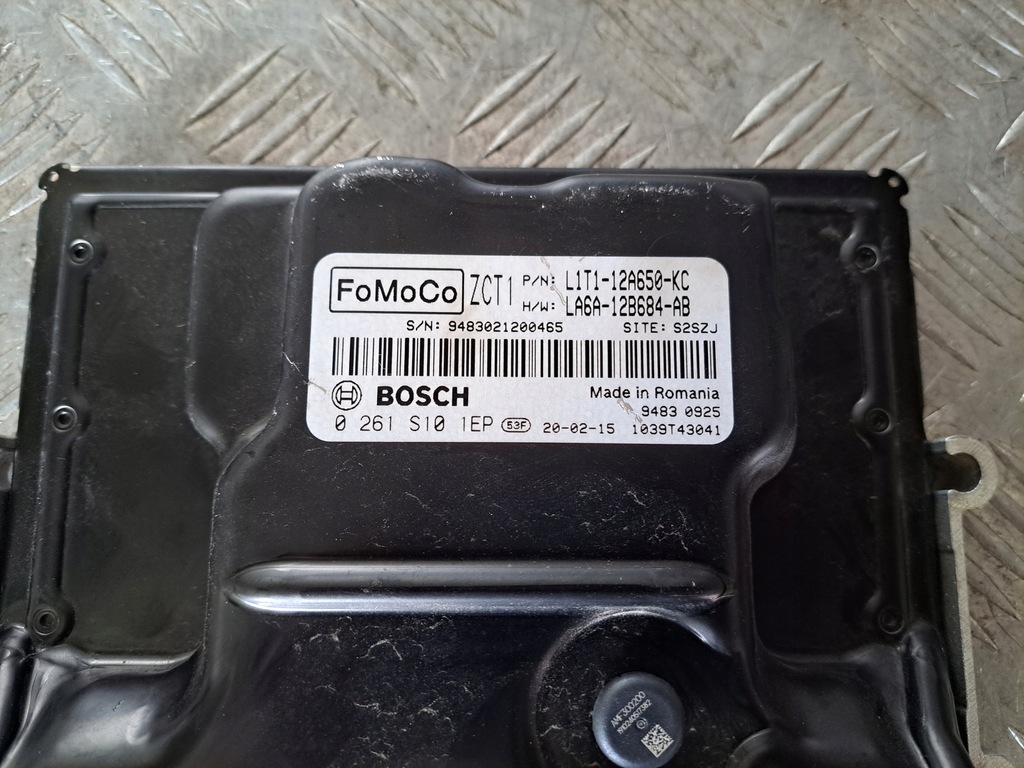 FoMoCo ZCT1 P/N: L1T1-12A650-KC
H/W: LA6A-12B684-AB
S/N: 9483021200465 SITE: S2SZJ
BOSCH Made in Romania
9483 0925
0 261 S10 1EP 53F 20-02-15 1039T43041
AMF300200